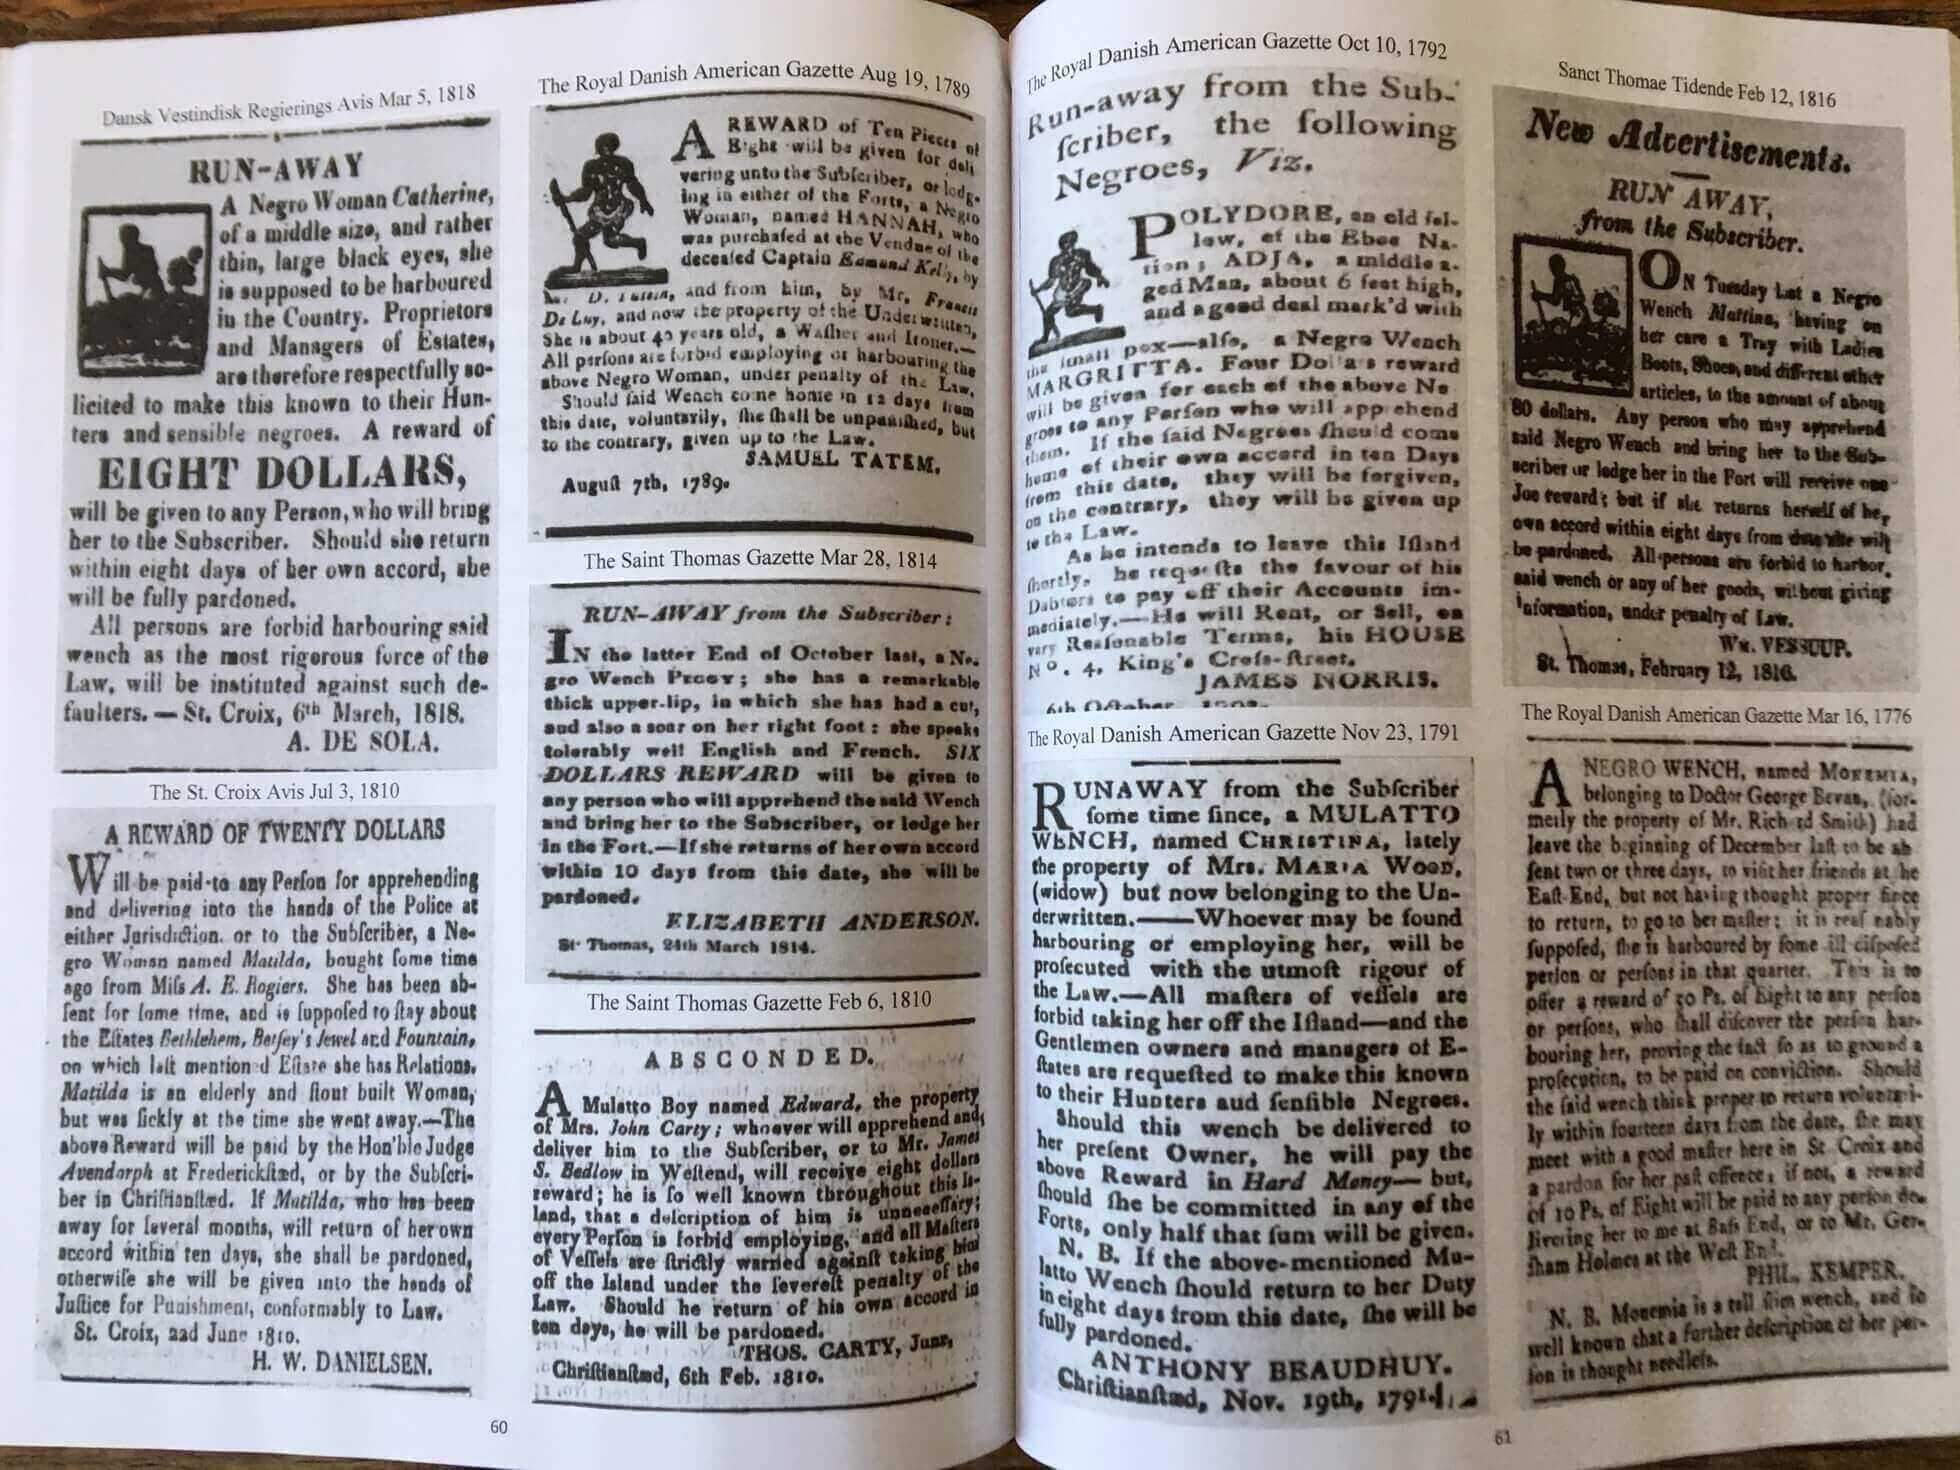 Dansk Vestindisk Regierings Avis Mar 5, 1818
RUN-AWAY
A Negro Woman Catherine,
of a middle size, and rather
thin, large black eyes, she
is supposed to be harboured
in the Country. Proprietors
and Managers of Estates,
are therefore respectfully so-
licited to make this known to their Hun-
ters and sensible negroes. A reward of
EIGHT DOLLARS,
will be given to any Person, who will bring
her to the Subscriber. Should she return
within eight days of her own accord, she
will be fully pardoned.
All persons are forbid harbouring said
wench as the most rigorous force of the
Law, will be instituted against such de-
faulters. — St. Croix, 6th March, 1818.
A. DE SOLA.
The St. Croix Avis Jul 3, 1810
A REWARD OF TWENTY DOLLARS
Will be paid to any Perſon for apprehending
and delivering into the hands of the Police at
either Jurisdiction. or to the Subſcriber, a Ne-
gro Woman named Matilda, bought ſome time
ago from Miſs A. E. Rogiers. She has been ab-
ſent for ſome time, and is ſuppoſed to ſtay about
the Eſtates Bethlehem, Betſey's Jewel and Fountain,
on which laſt mentioned Eſtate she has Relations.
Matilda is an elderly and ſtout built Woman,
but was ſickly at the time she went away.—The
above Reward will be paid by the Hon'ble Judge
Avendorph at Frederickſtæd, or by the Subſcri-
ber in Chriſtianſtæd. If Matilda, who has been
away for ſeveral months, will return of her own
accord within ten days, she shall be pardoned,
otherwiſe she will be given into the hands of
Juſtice for Punishment, conformably to Law.
St. Croix, 22d June 1810.
H. W. DANIELSEN.
The Royal Danish American Gazette Aug 19, 1789
A REWARD of Ten Pieces of
Eight will be given for deli
vering unto the Subſcriber, or lodg-
ing in either of the Forts, a Negro
Woman, named HANNAH, who
was purchaſed at the Vendue of the
deceaſed Captain Edmund Kelly, by
D. and from him, by Mr. Francis
De Luy, and now the property of the Underwritten,
She is about 40 years old, a Waſher and Ironer.—
All parſons are forbid employing or harbouring the
above Negro Woman, under penalty of the Law.
Should ſaid Wench come home in 12 days from
this date, voluntarily, ſhe ſhall be unpuniſhed, but
to the contrary, given up to the Law.
SAMUEL TATEM.
Auguſt 7th, 1789.
The Saint Thomas Gazette Mar 28, 1814
RUN-AWAY from the Subscriber:
IN the latter End of October last, a Ne-
gro Wench PEGGY; she has a remarkable
thick upper-lip, in which she has had a cut,
and also a scar on her right foot: she speaks
tolerably well English and French. SIX
DOLLARS REWARD will be given to
any person who will apprehend the said Wench
and bring her to the Subscriber, or lodge her
in the Fort.—If she returns of her own accord
within 10 days from this date, she will be
pardoned.
ELIZABETH ANDERSON.
St. Thomas, 24th March 1814.
The Saint Thomas Gazette Feb 6, 1810
ABSCONDED.
A Mulatto Boy named Edward, the property
of Mrs. John Carty; whoever will apprehend and
deliver him to the Subſcriber, or to Mr. James
S. Bedlow in Weſtend, will receive eight dollars
reward; he is ſo well known throughout this Is-
land, that a deſcription of him is unneceſſary;
every Perſon is forbid employing, and all Maſters
of Veſſels are ſtrictly warned againſt taking him
off the Island under the ſevereſt penalty of the
Law. Should he return of his own accord in
ten days, he will be pardoned.
THOS. CARTY, Junr.
Chriſtianſtæd, 6th Feb. 1810.
60
The Royal Danish American Gazette Oct 10, 1792
Run-away from the Sub-
ſcriber, the following
Negroes, Viz.
POLYDORE, an old fel-
low, of the Eboe Na-
tion; ADJA, a middle a-
ged Man, about 6 feet high,
and a good deal mark'd with
the ſmall pox—alſo, a Negro Wench
MARGRITTA. Four Dollars reward
will be given for each of the above Ne
groes to any Perſon who will apprehend
them. If the ſaid Negroes ſhould come
home of their own accord in ten Days
from this date, they will be forgiven,
on the contrary, they will be given up
to the Law.
As he intends to leave this Iſland
ſhortly, he requeſts the favour of his
Debtors to pay off their Accounts im-
mediately.—He will Rent, or Sell, on
very Reaſonable Terms, his HOUSE
No. 4, King's Croſs-ſtreet.
JAMES NORRIS.
6th October
The Royal Danish American Gazette Nov 23, 1791
RUNAWAY from the Subſcriber
ſome time ſince, a MULATTO
WENCH, named CHRISTINA, lately
the property of Mrs. MARIA WOOD,
(widow) but now belonging to the Un-
derwritten.——Whoever may be found
harbouring or employing her, will be
proſecuted with the utmoſt rigour of
the Law.—All maſters of veſſels are
forbid taking her off the Iſland—and the
Gentlemen owners and managers of E-
ſtates are requeſted to make this known
to their Hunters aud ſenſible Negroes.
Should this wench be delivered to
her preſent Owner, he will pay the
above Reward in Hard Money— but,
ſhould ſhe be committed in any of the
Forts, only half that ſum will be given.
N. B. If the above-mentioned Mu-
latto Wench ſhould return to her Duty
in eight days from this date, ſhe will be
fully pardoned.
ANTHONY BEAUDHUY.
Chriſtianſtæd, Nov. 19th, 1791.
Sanct Thomae Tidende Feb 12, 1816
New Advertisements.
RUN AWAY,
from the Subscriber.
ON Tuesday last a Negro
Wench Mattina, having on
her care a Tray with Ladies
Boots, Shoes, and different other
articles, to the amount of about
80 dollars. Any person who may apprehend
said Negro Wench and bring her to the Sub-
scriber or lodge her in the Fort will receive one
Joe reward; but if she returns herself of her
own accord within eight days from date she will
be pardoned. All persons are forbid to harbor,
said wench or any of her goods, without giving
information, under penalty of Law.
Wm. VESSUUP.
St. Thomas, February 12, 1816.
The Royal Danish American Gazette Mar 16, 1776
A NEGRO WENCH, named MONEMIA,
belonging to Doctor George Bevan, (for-
merly the property of Mr. Richard Smith) had
leave the beginning of December laſt to be ab
ſent two or three days, to viſit her friends at he
Eaſt-End, but not having thought proper ſince
to return, to go to her maſter; it is reaſonably
ſuppoſed, ſhe is harboured by ſome ill diſpoſed
perſon or perſons in that quarter. This is to
offer a reward of 50 Ps. of Eight to any perſon
or perſons, who ſhall diſcover the perſon har-
bouring her, proving the fact ſo as to ground a
proſecution, to be paid on conviction. Should
the ſaid wench think proper to return voluntari-
ly within fourteen days from the date, ſhe may
meet with a good maſter here in St. Croix and
a pardon for her paſt offence; if not, a reward
of 10 Ps. of Eight will be paid to any perſon de-
livering her to me at Baſs End, or to Mr. Ger-
ſham Holmes at the Weſt End.
PHIL. KEMPER.
N. B. Monemia is a tall ſlim wench, and ſo
well known that a further deſcription of her per-
ſon is thought needleſs.
61